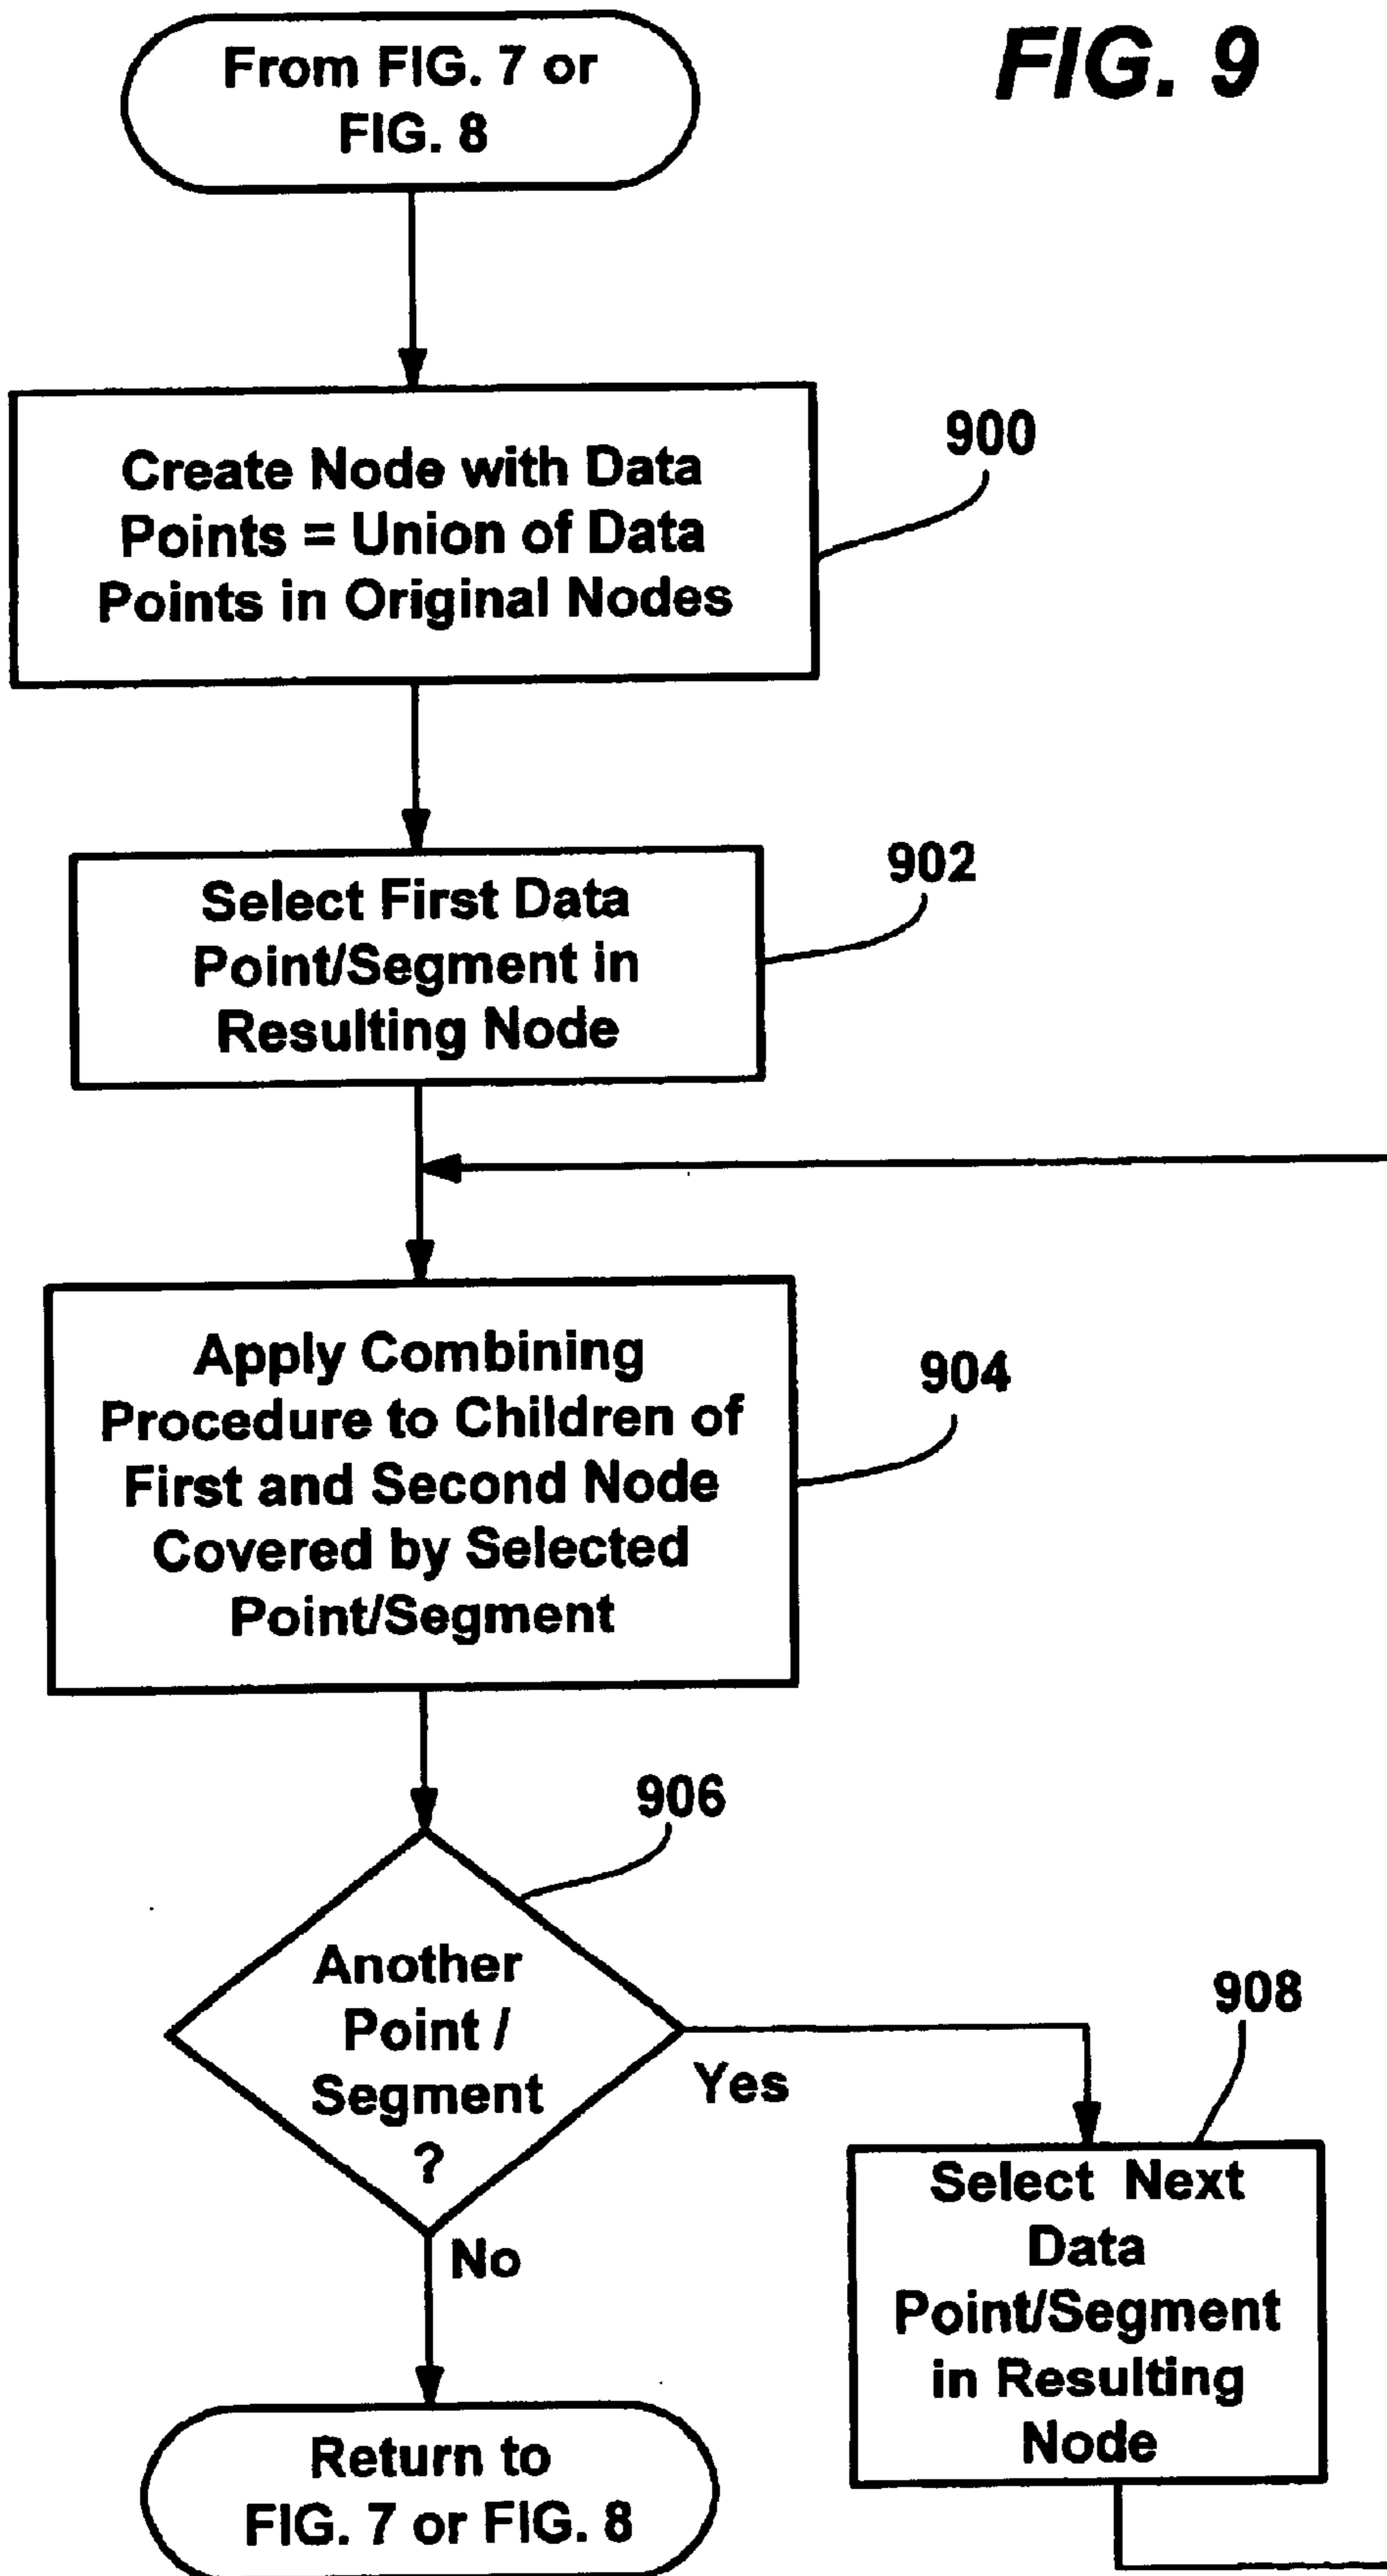 FIG. 9
From FIG. 7 or
FIG. 8
900
Create Node with Data
Points = Union of Data
Points in Original Nodes
902
Select First Data
Point/Segment in
Resulting Node
904
Apply Combining
Procedure to Children of
First and Second Node
Covered by Selected
Point/Segment
906
Another
Point /
Segment
?
Yes
No
908
Select Next
Data
Point/Segment
in Resulting
Node
Return to
FIG. 7 or FIG. 8